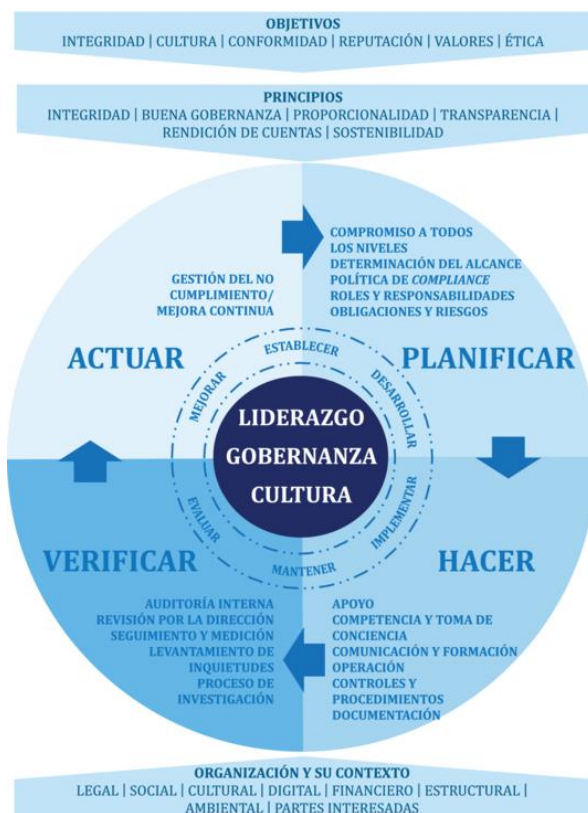 OBJETIVOS
INTEGRIDAD | CULTURA | CONFORMIDAD | REPUTACIÓN | VALORES | ÉTICA
PRINCIPIOS
INTEGRIDAD | BUENA GOBERNANZA | PROPORCIONALIDAD | TRANSPARENCIA |
RENDICIÓN DE CUENTAS | SOSTENIBILIDAD
GESTIÓN DEL NO
CUMPLIMIENTO/
MEJORA CONTINUA
ACTUAR
COMPROMISO A TODOS
LOS NIVELES
DETERMINACIÓN DEL ALCANCE
POLÍTICA DE COMPLIANCE
ROLES Y RESPONSABILIDADES
OBLIGACIONES Y RIESGOS
PLANIFICAR
ESTABLECER
DESARROLLAR
IMPLEMENTAR
MANTENER
EVALUAR
MEJORAR
LIDERAZGO
GOBERNANZA
CULTURA
VERIFICAR
AUDITORÍA INTERNA
REVISIÓN POR LA DIRECCIÓN
SEGUIMIENTO Y MEDICIÓN
LEVANTAMIENTO DE
INQUIETUDES
PROCESO DE
INVESTIGACIÓN
HACER
APOYO
COMPETENCIA Y TOMA DE
CONCIENCIA
COMUNICACIÓN Y FORMACIÓN
OPERACIÓN
CONTROLES Y
PROCEDIMIENTOS
DOCUMENTACIÓN
ORGANIZACIÓN Y SU CONTEXTO
LEGAL | SOCIAL | CULTURAL | DIGITAL | FINANCIERO | ESTRUCTURAL |
AMBIENTAL | PARTES INTERESADAS